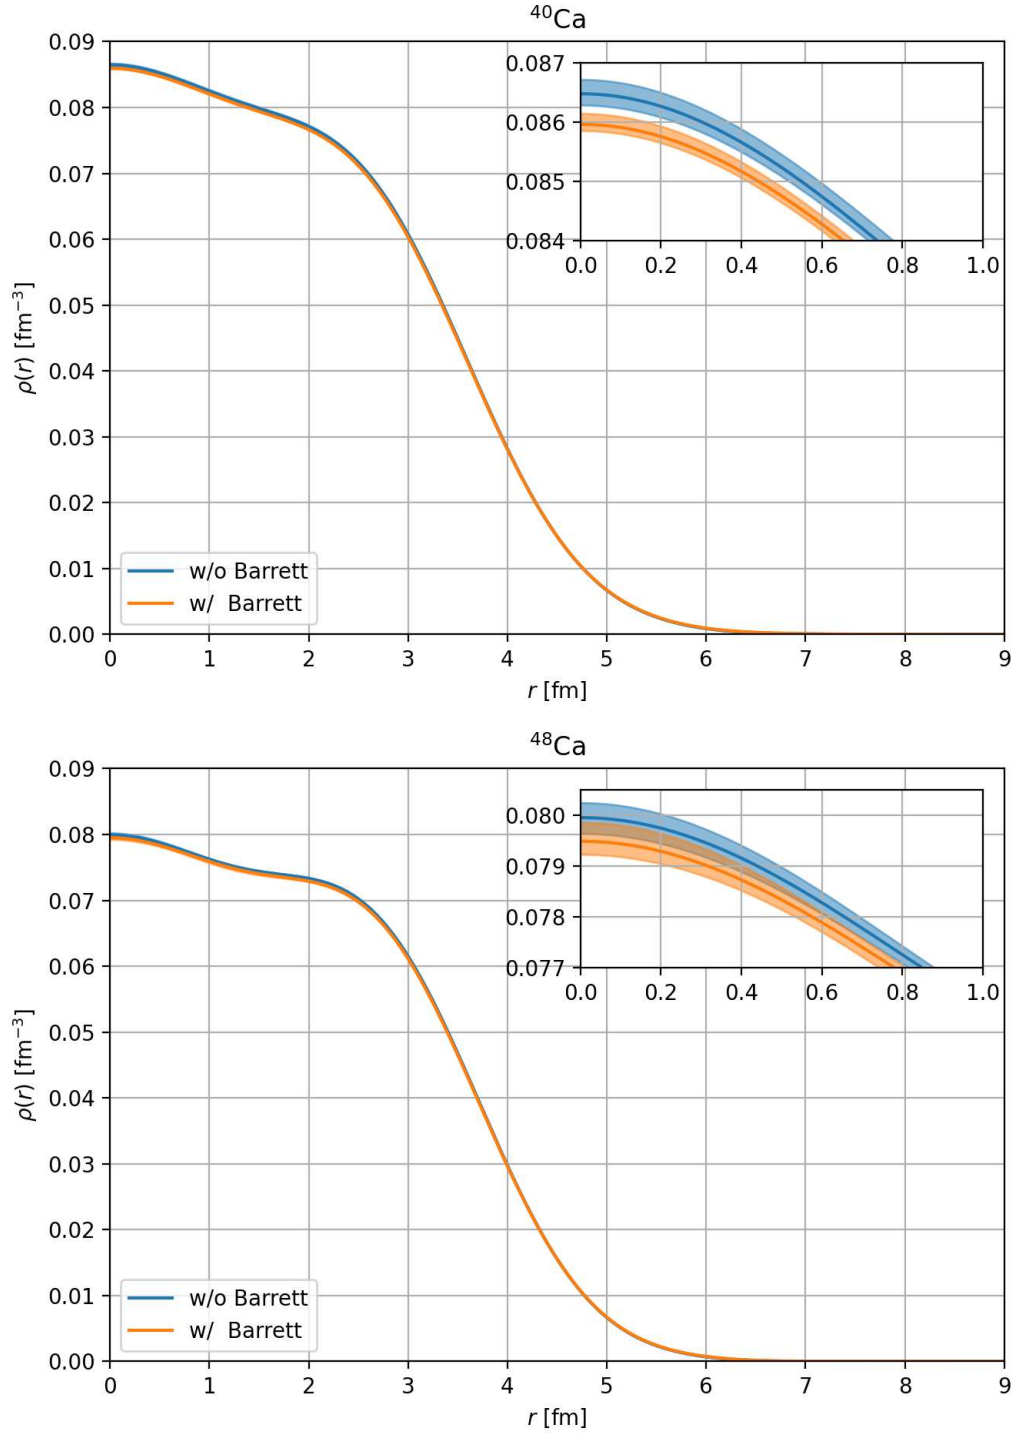 ⁴⁰Ca
0.09
0.08
0.07
0.06
0.05
0.04
0.03
0.02
0.01
0.00
ρ(r) [fm⁻³]
0.087
0.086
0.085
0.084
0.0 0.2 0.4 0.6 0.8 1.0
w/o Barrett
w/ Barrett
0 1 2 3 4 5 6 7 8 9
r [fm]
⁴⁸Ca
0.09
0.08
0.07
0.06
0.05
0.04
0.03
0.02
0.01
0.00
ρ(r) [fm⁻³]
0.080
0.079
0.078
0.077
0.0 0.2 0.4 0.6 0.8 1.0
w/o Barrett
w/ Barrett
0 1 2 3 4 5 6 7 8 9
r [fm]